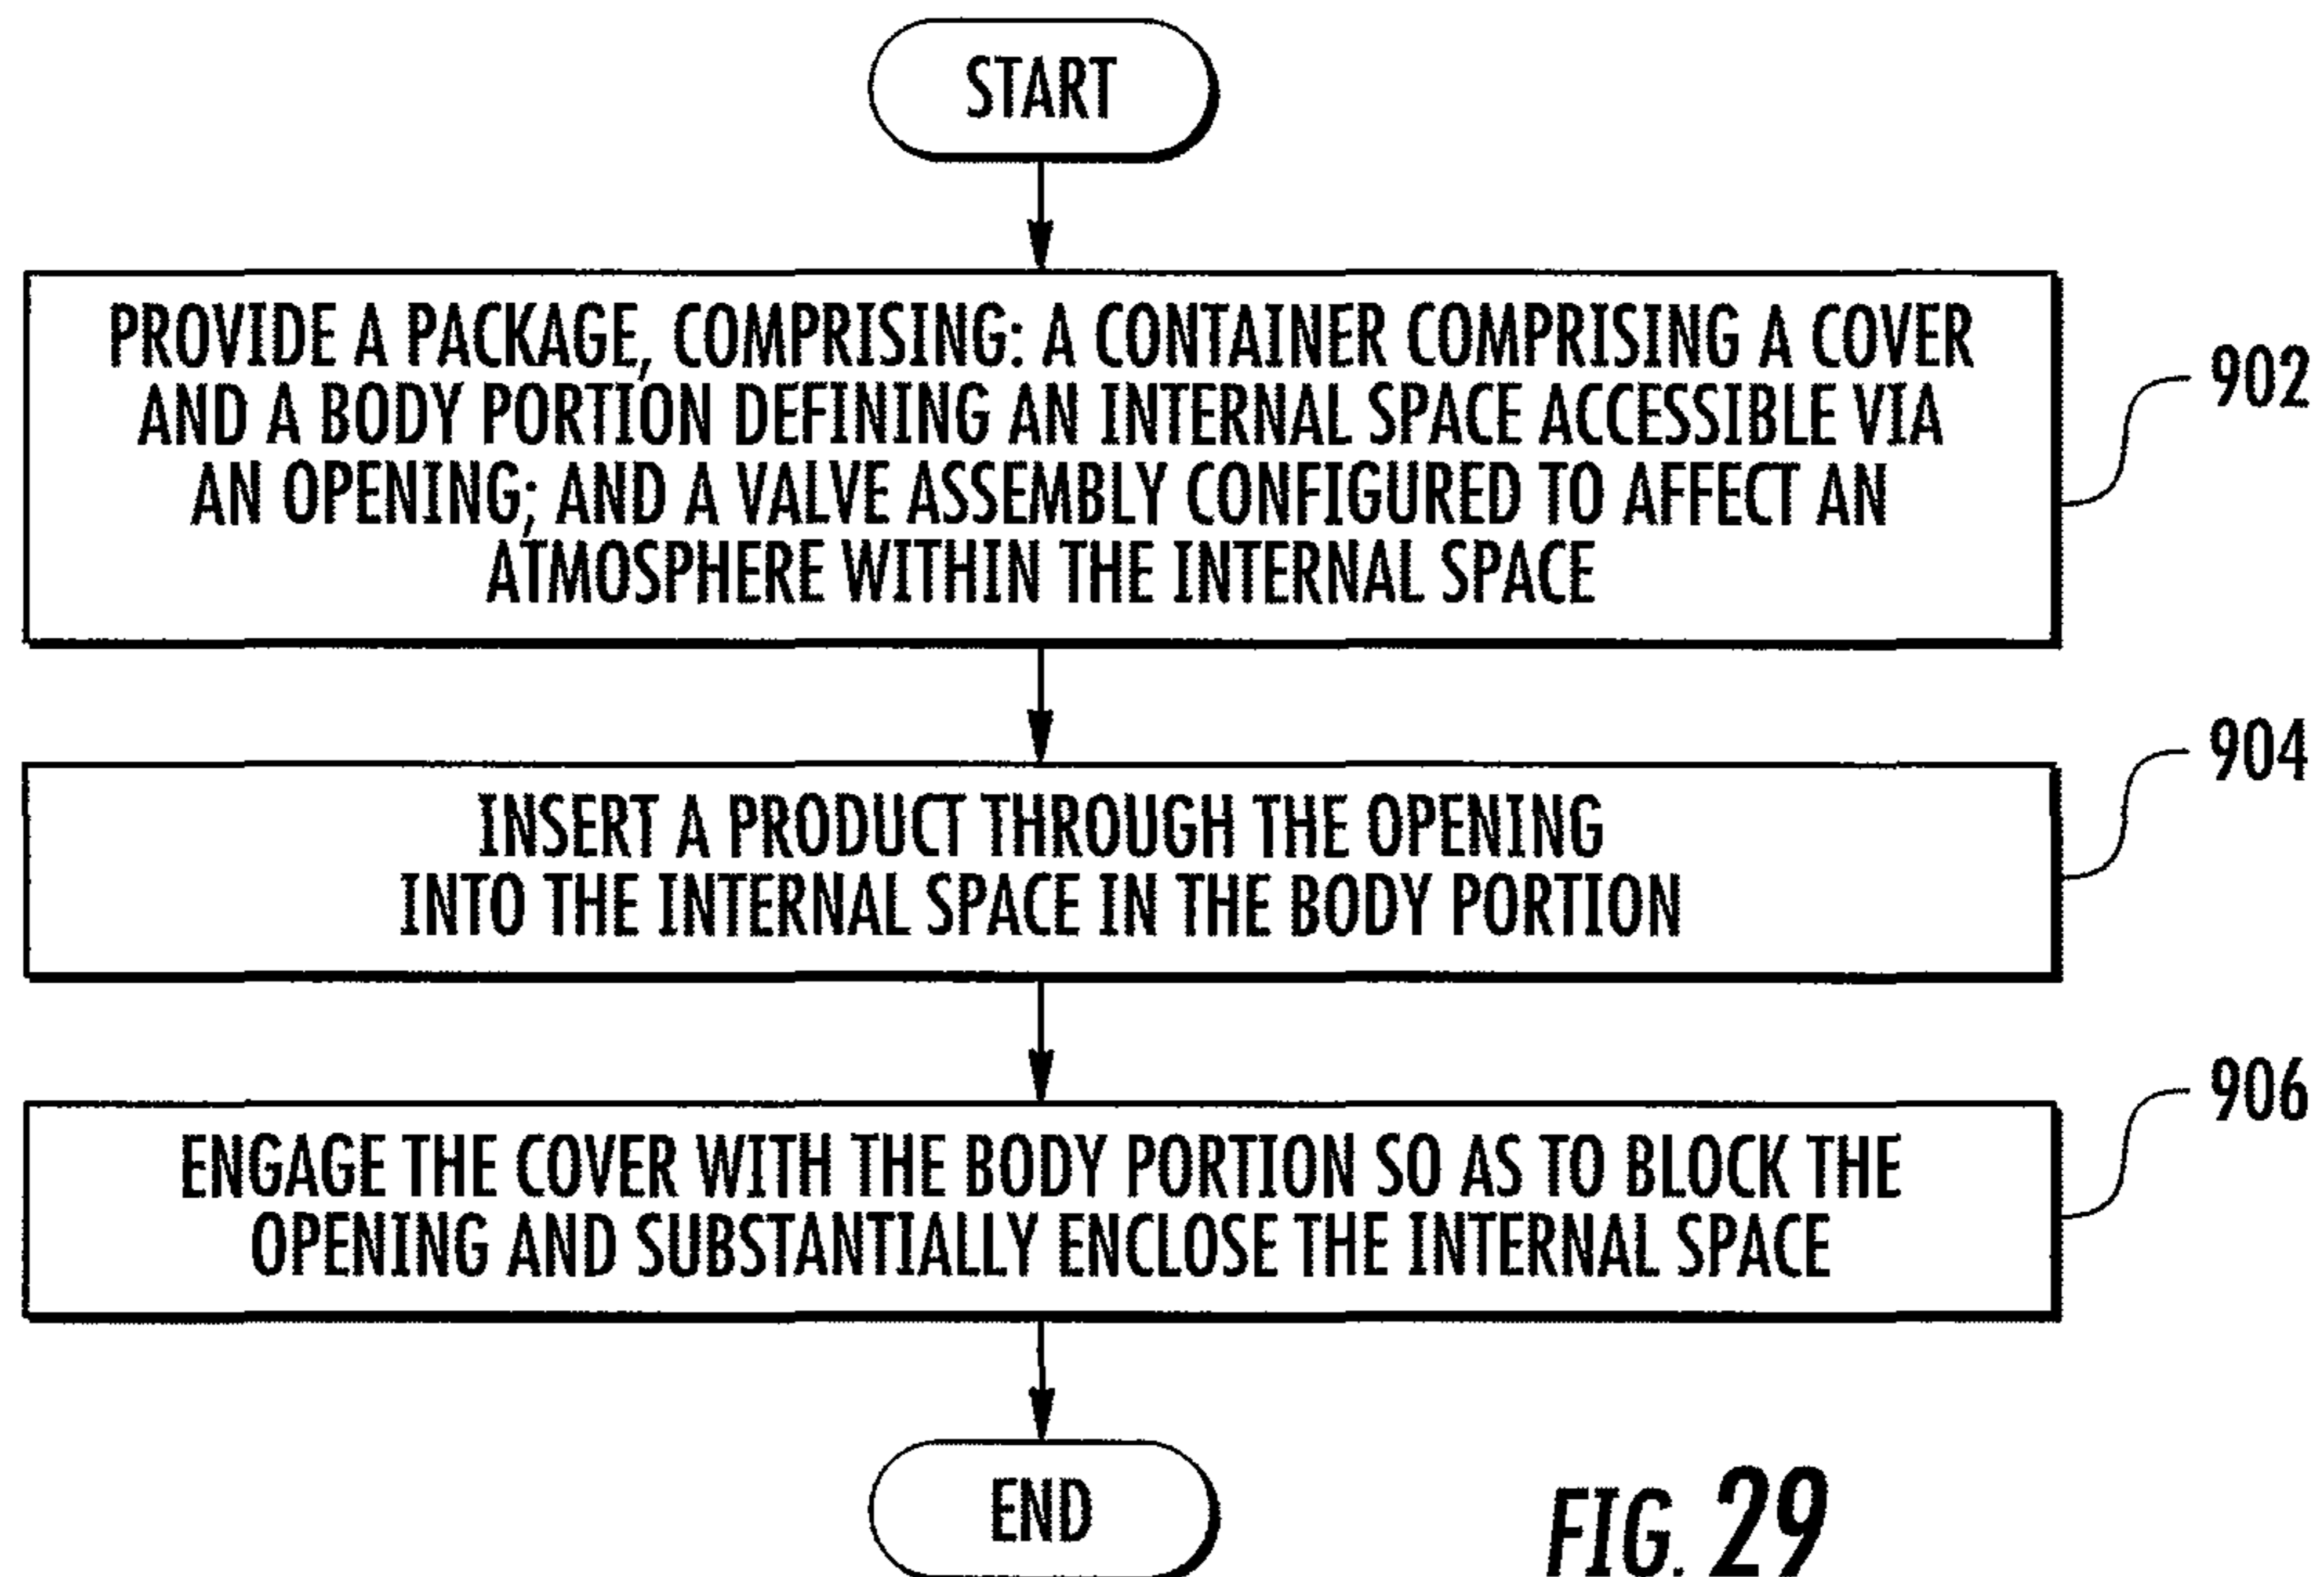 START
PROVIDE A PACKAGE, COMPRISING: A CONTAINER COMPRISING A COVER
AND A BODY PORTION DEFINING AN INTERNAL SPACE ACCESSIBLE VIA
AN OPENING; AND A VALVE ASSEMBLY CONFIGURED TO AFFECT AN
ATMOSPHERE WITHIN THE INTERNAL SPACE
902
INSERT A PRODUCT THROUGH THE OPENING
INTO THE INTERNAL SPACE IN THE BODY PORTION
904
ENGAGE THE COVER WITH THE BODY PORTION SO AS TO BLOCK THE
OPENING AND SUBSTANTIALLY ENCLOSE THE INTERNAL SPACE
906
END
FIG. 29